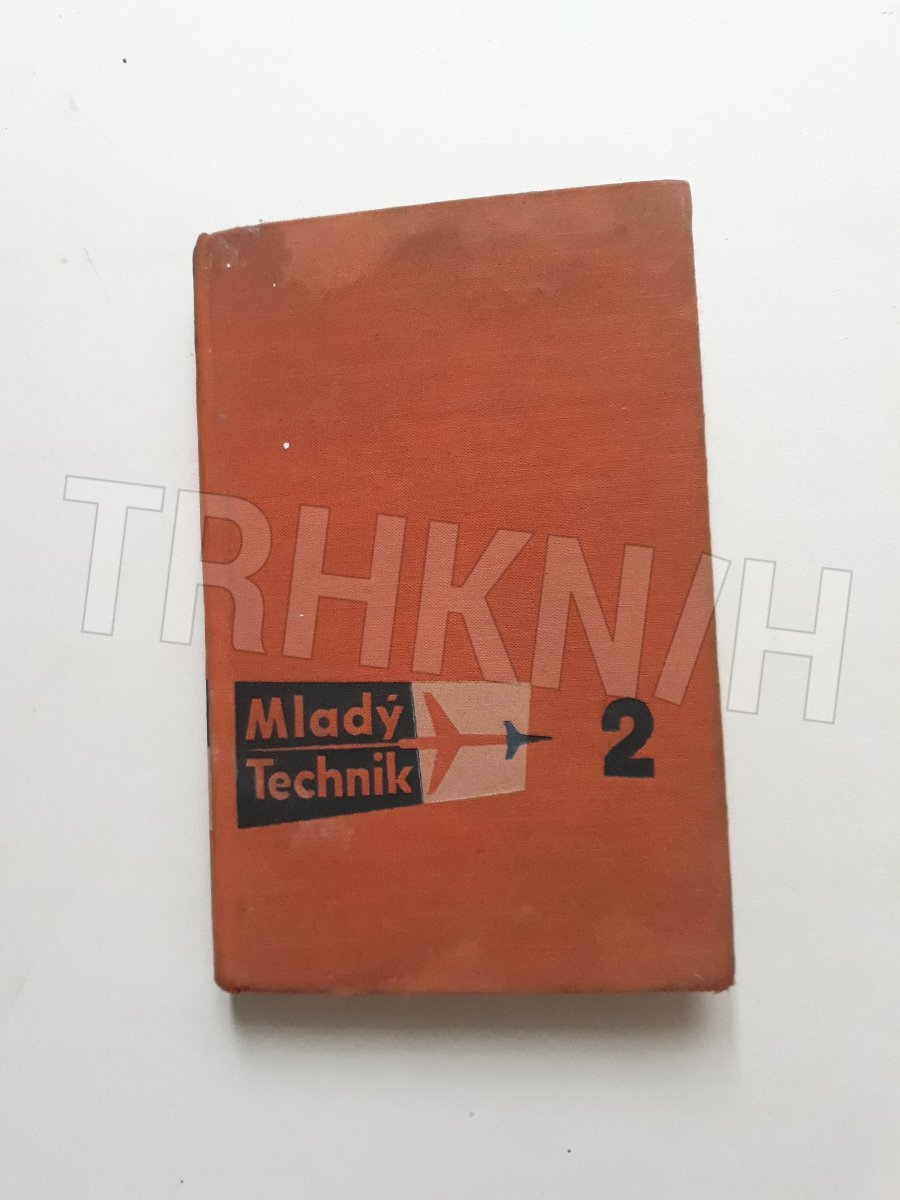 TRHKNIH
Mladý
Technik
2